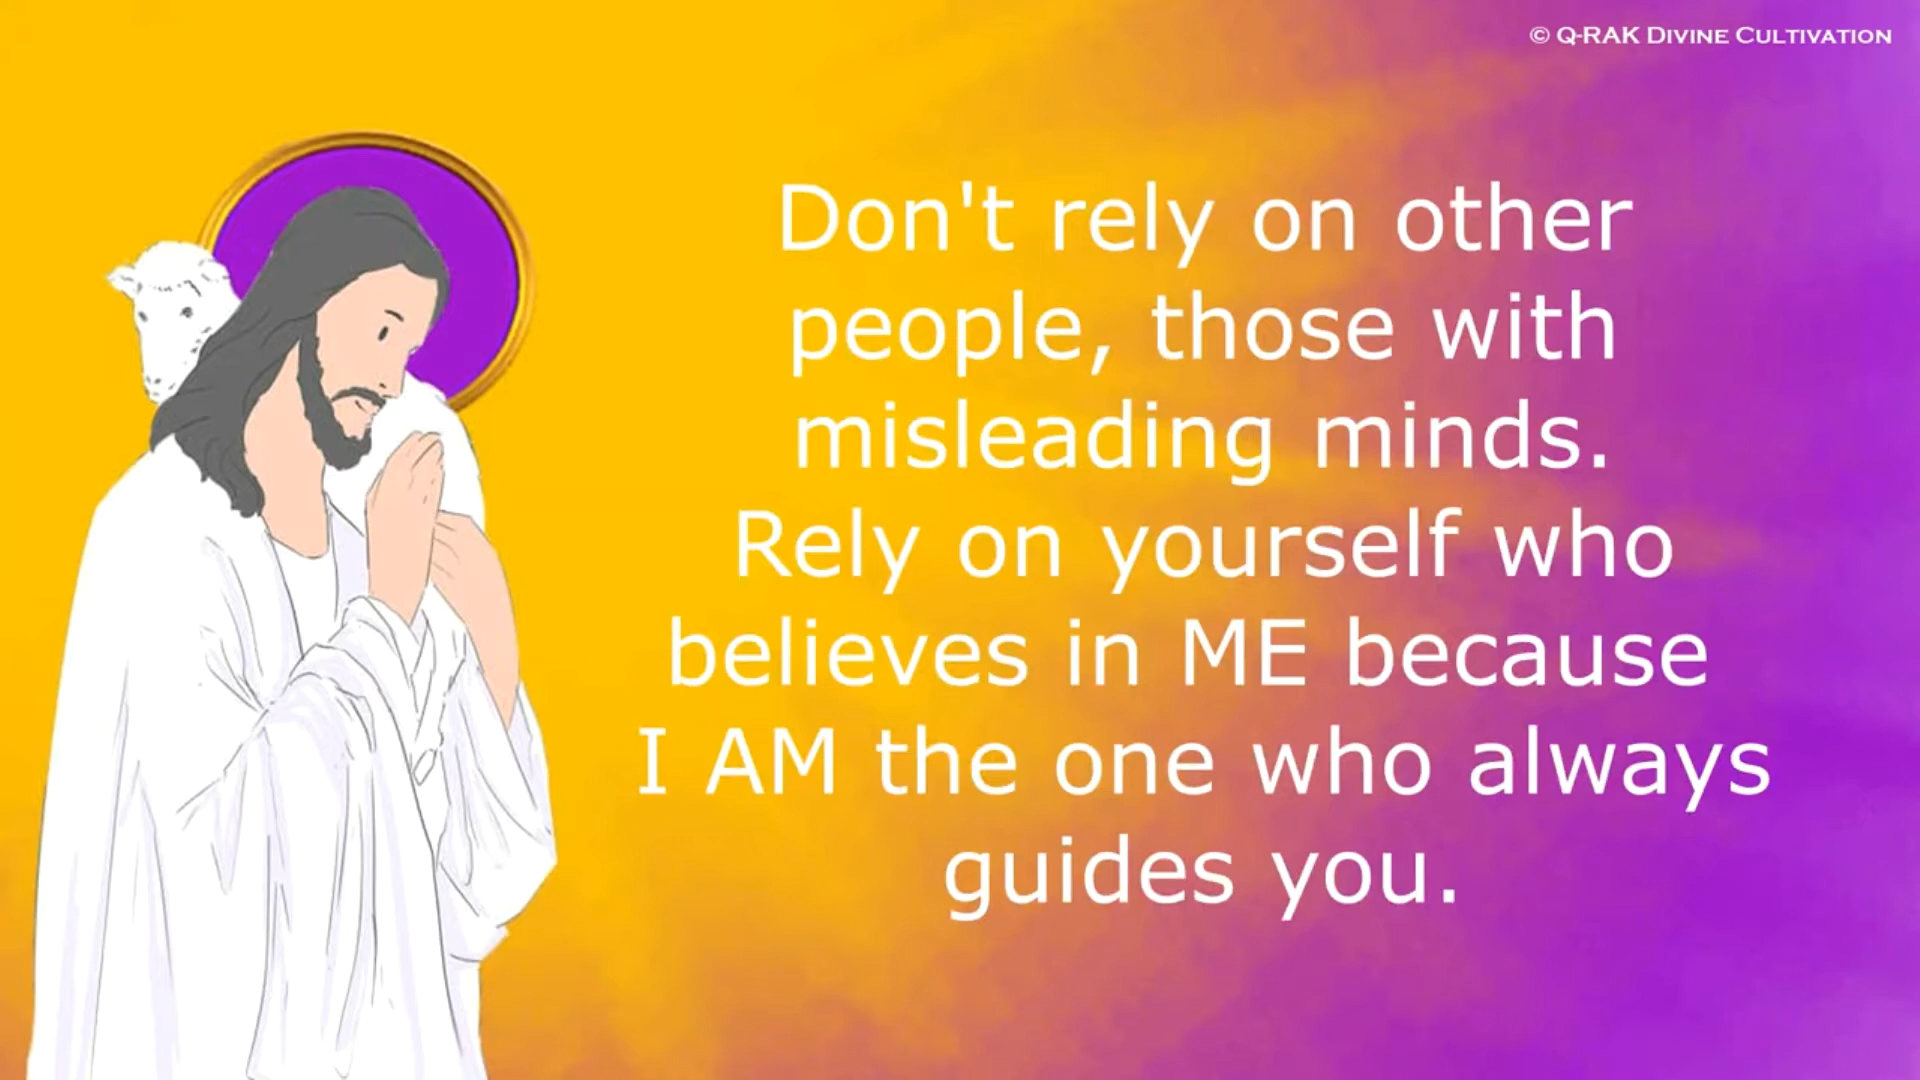 © Q-RAK DIVINE CULTIVATION
Don't rely on other
people, those with
misleading minds.
Rely on yourself who
believes in ME because
I AM the one who always
guides you.